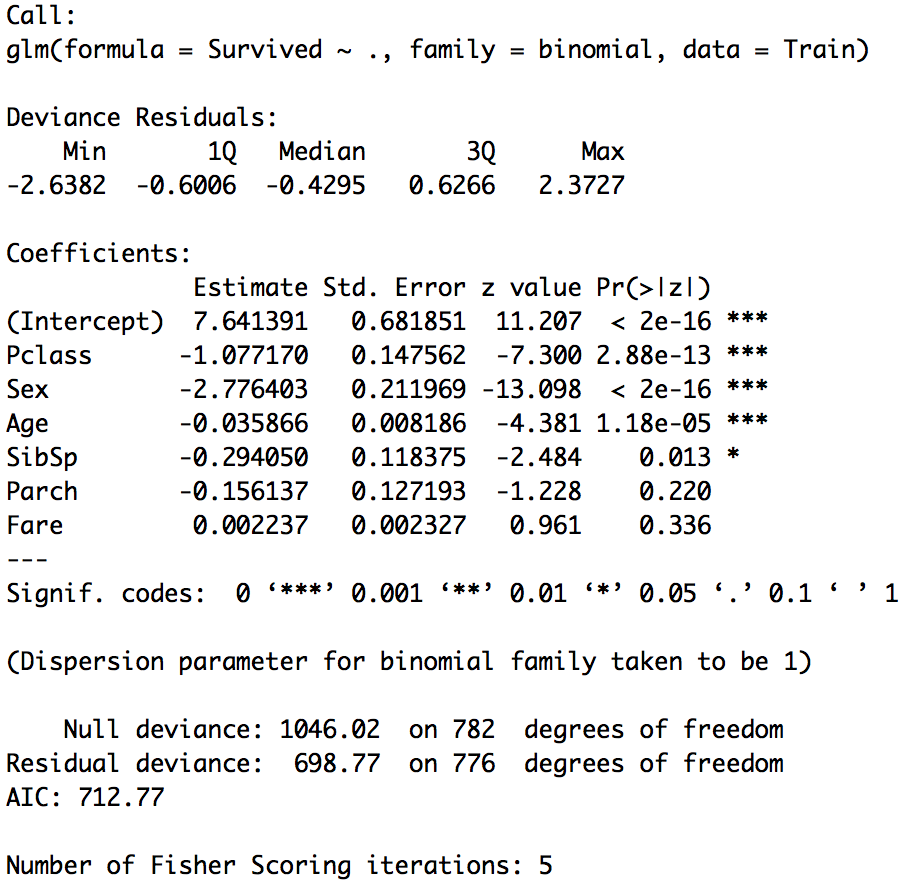 Call:
glm(formula = Survived ~ ., family = binomial, data = Train)
Deviance Residuals:
    Min       1Q   Median       3Q      Max
-2.6382  -0.6006  -0.4295   0.6266   2.3727
Coefficients:
             Estimate Std. Error z value Pr(>|z|)
(Intercept)  7.641391   0.681851  11.207  < 2e-16 ***
Pclass      -1.077170   0.147562  -7.300 2.88e-13 ***
Sex         -2.776403   0.211969 -13.098  < 2e-16 ***
Age         -0.035866   0.008186  -4.381 1.18e-05 ***
SibSp       -0.294050   0.118375  -2.484    0.013 *
Parch       -0.156137   0.127193  -1.228    0.220
Fare         0.002237   0.002327   0.961    0.336
---
Signif. codes:  0 ‘***’ 0.001 ‘**’ 0.01 ‘*’ 0.05 ‘.’ 0.1 ‘ ’ 1
(Dispersion parameter for binomial family taken to be 1)
    Null deviance: 1046.02  on 782  degrees of freedom
Residual deviance:  698.77  on 776  degrees of freedom
AIC: 712.77
Number of Fisher Scoring iterations: 5